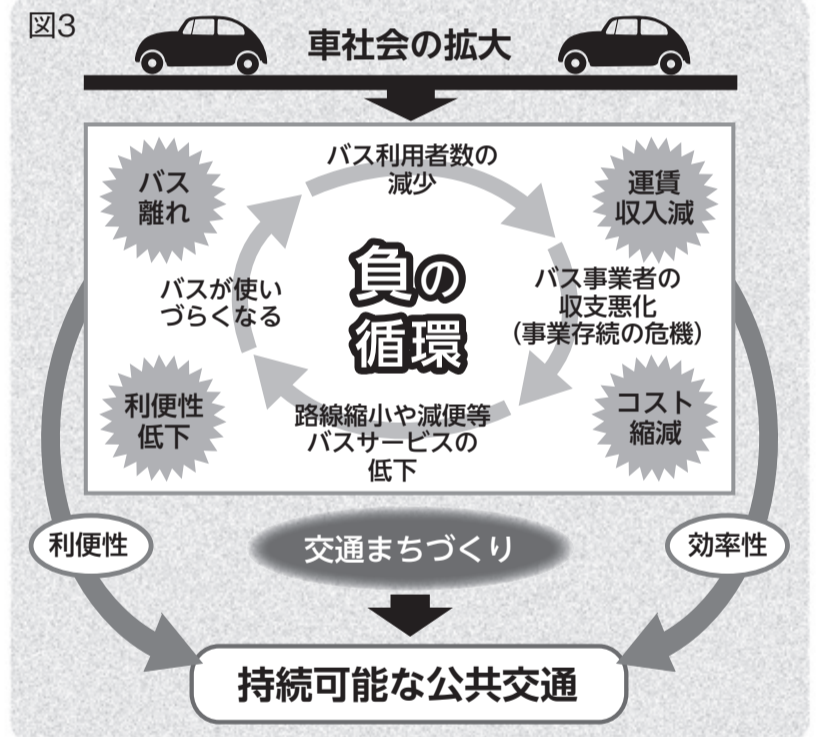 図3
車社会の拡大
バス利用者数の
減少
バス
離れ
運賃
収入減
負の
循環
バスが使い
づらくなる
バス事業者の
収支悪化
（事業存続の危機）
利便性
低下
路線縮小や減便等
バスサービスの
低下
コスト
縮減
利便性
交通まちづくり
効率性
持続可能な公共交通